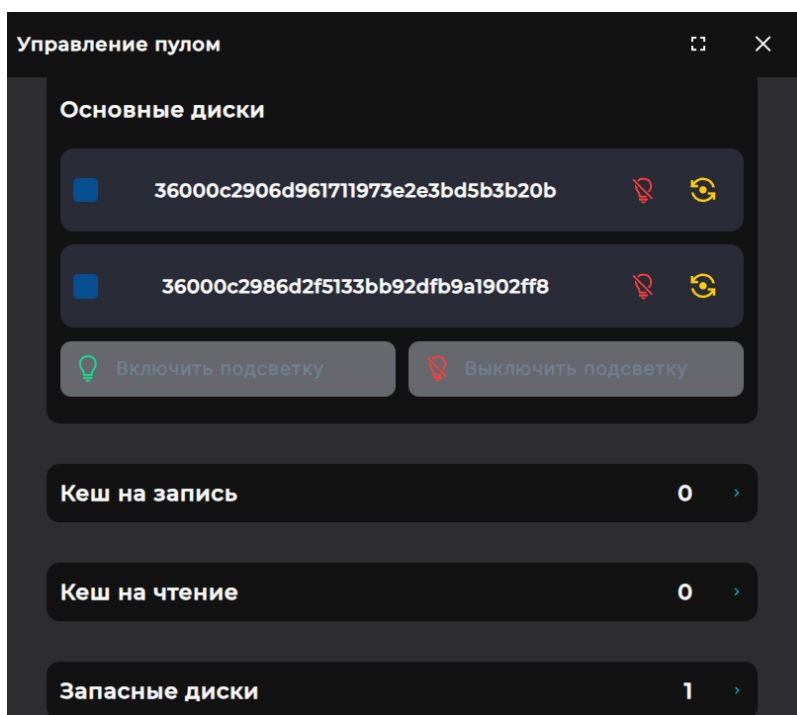 Управление пулом
Основные диски
36000c2906d961711973e2e3bd5b3b20b
36000c2986d2f5133bb92dfb9a1902ff8
Включить подсветку
Выключить подсветку
Кеш на запись 0
Кеш на чтение 0
Запасные диски 1